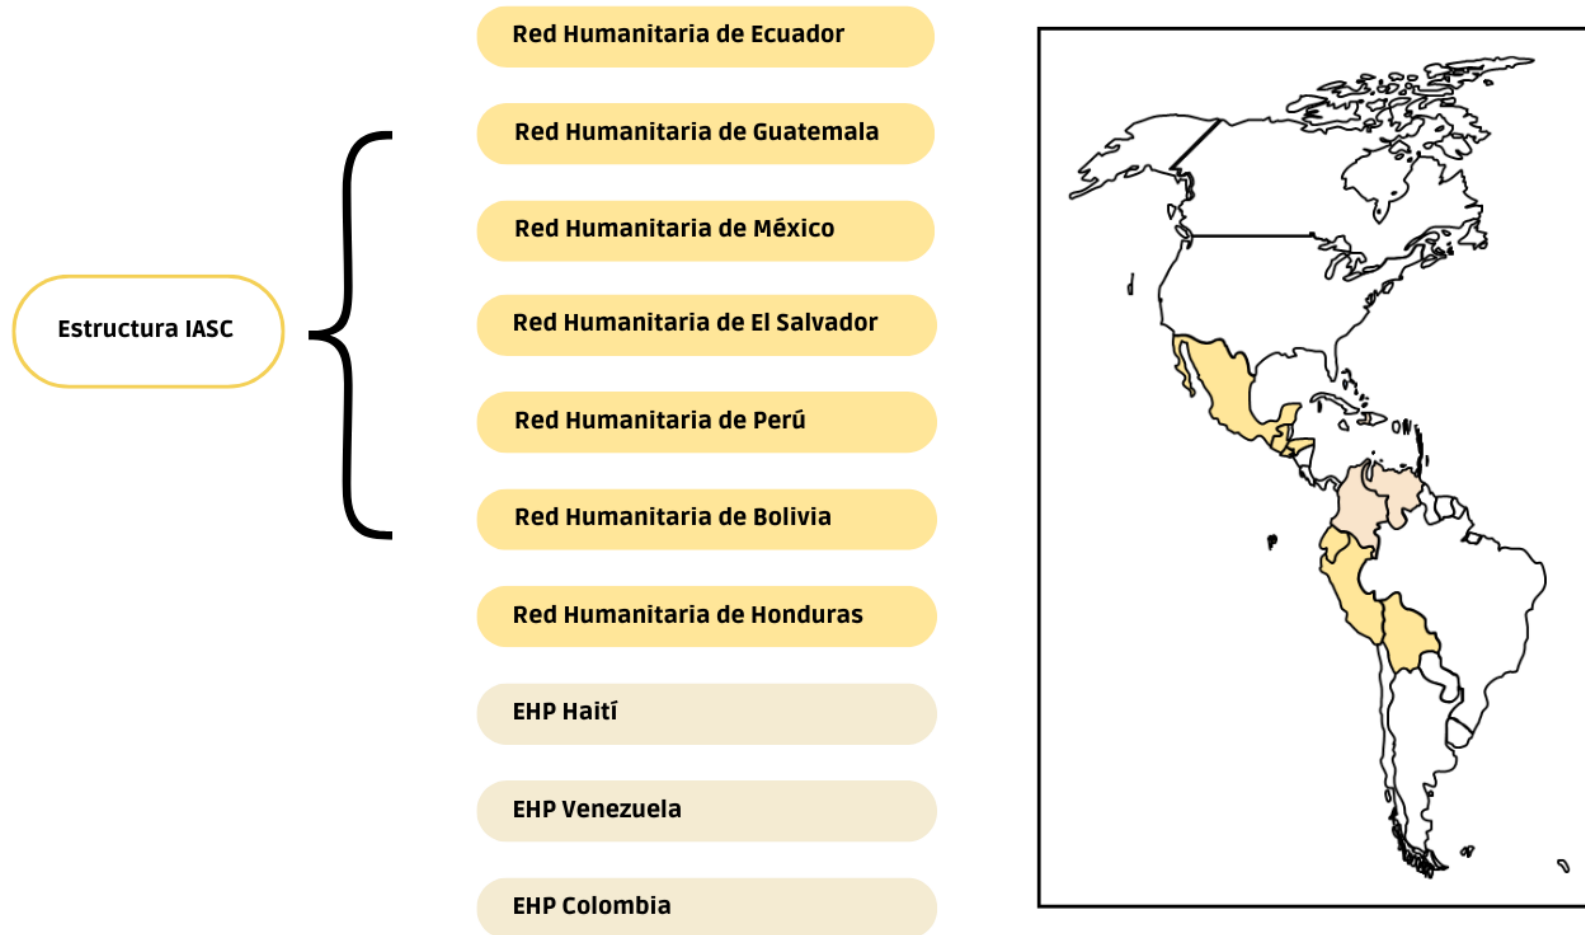 Estructura IASC
Red Humanitaria de Ecuador
Red Humanitaria de Guatemala
Red Humanitaria de México
Red Humanitaria de El Salvador
Red Humanitaria de Perú
Red Humanitaria de Bolivia
Red Humanitaria de Honduras
EHP Haití
EHP Venezuela
EHP Colombia